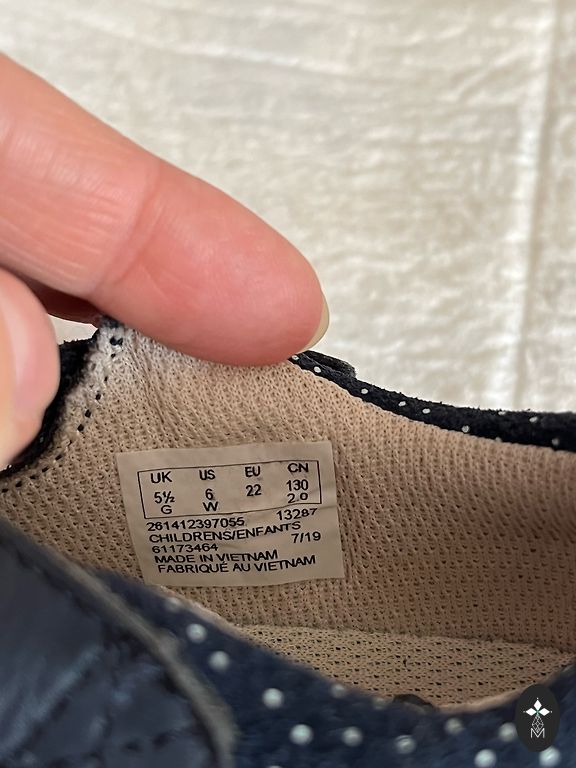 UK US EU CN
5½ 6 22 130
G W 2.0
261412397055 13287
CHILDRENS/ENFANTS
61173464 7/19
MADE IN VIETNAM
FABRIQUÉ AU VIETNAM
M